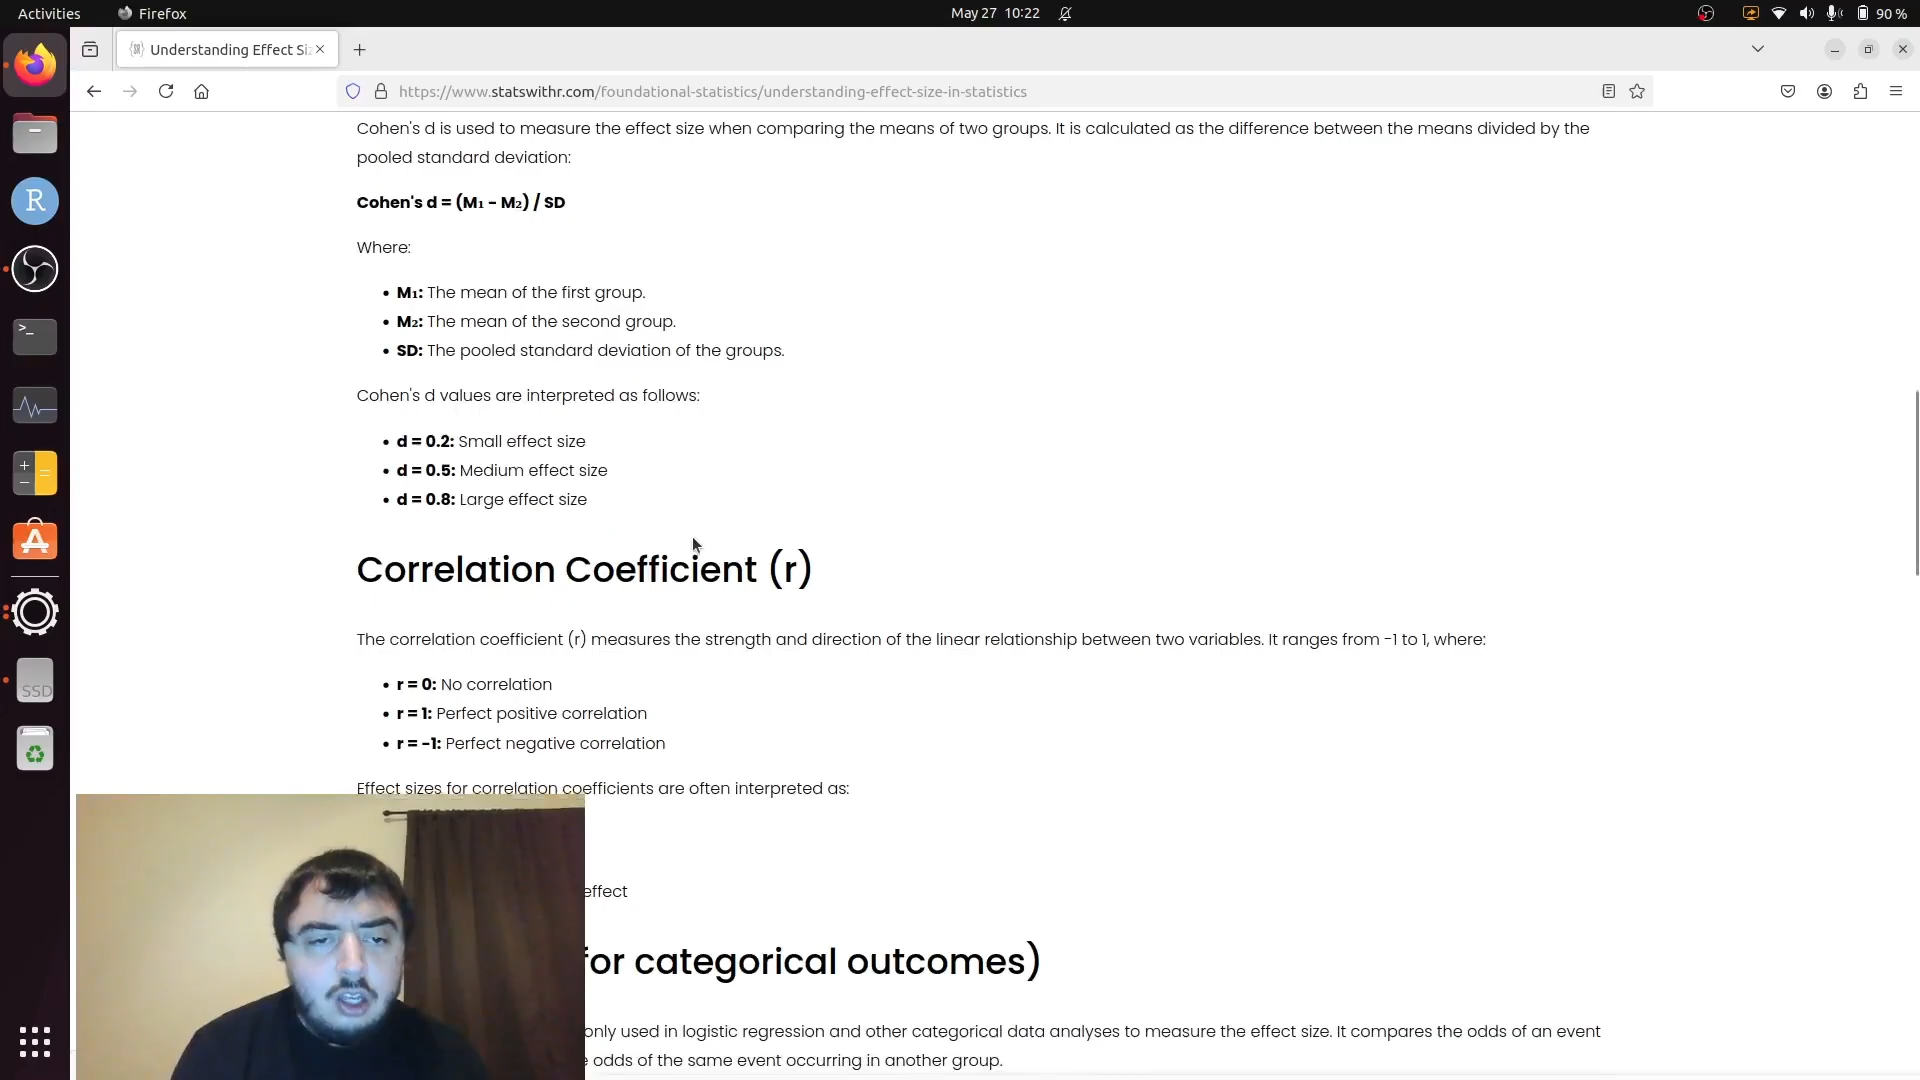 Activities
Firefox
May 27 10:22
90 %
Understanding Effect Si
https://www.statswithr.com/foundational-statistics/understanding-effect-size-in-statistics
Cohen's d is used to measure the effect size when comparing the means of two groups. It is calculated as the difference between the means divided by the
pooled standard deviation:
Cohen's d = (M₁ - M₂) / SD
Where:
• M₁: The mean of the first group.
• M₂: The mean of the second group.
• SD: The pooled standard deviation of the groups.
Cohen's d values are interpreted as follows:
• d = 0.2: Small effect size
• d = 0.5: Medium effect size
• d = 0.8: Large effect size
Correlation Coefficient (r)
The correlation coefficient (r) measures the strength and direction of the linear relationship between two variables. It ranges from -1 to 1, where:
• r = 0: No correlation
• r = 1: Perfect positive correlation
• r = -1: Perfect negative correlation
Effect sizes for correlation coefficients are often interpreted as:
effect
for categorical outcomes)
only used in logistic regression and other categorical data analyses to measure the effect size. It compares the odds of an event
odds of the same event occurring in another group.
R
SSD